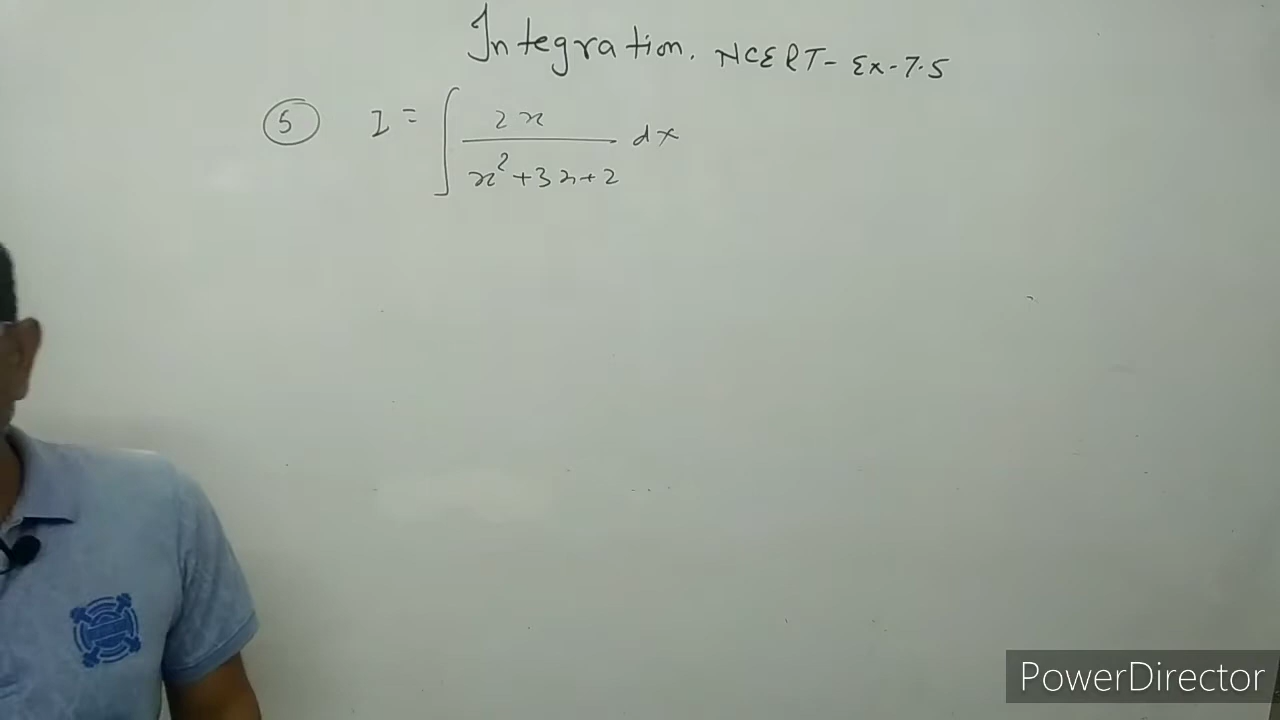 Integration. NCERT- Ex-7.5
5 I = ∫ 2x / x²+3x+2 dx
PowerDirector